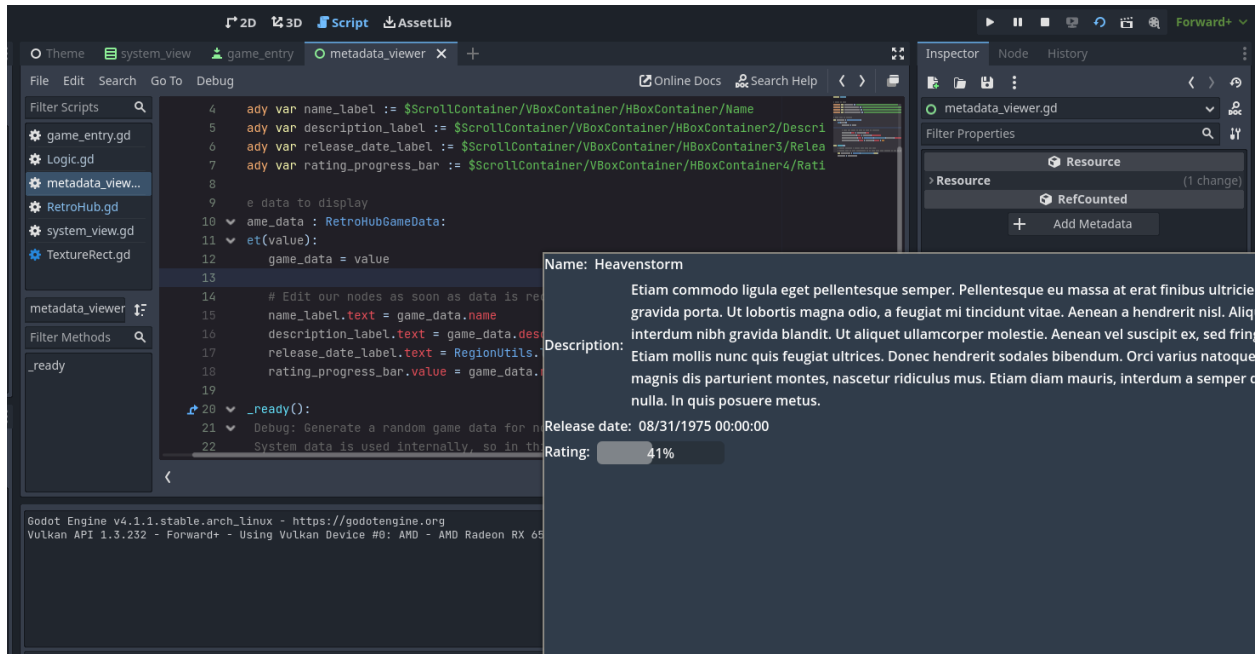 2D 3D Script AssetLib
Forward+
Theme system_view game_entry metadata_viewer
Inspector Node History
File Edit Search Go To Debug Online Docs Search Help
Filter Scripts
game_entry.gd
Logic.gd
metadata_view...
RetroHub.gd
system_view.gd
TextureRect.gd
metadata_viewer
Filter Methods
_ready
4 ady var name_label := $ScrollContainer/VBoxContainer/HBoxContainer/Name
5 ady var description_label := $ScrollContainer/VBoxContainer/HBoxContainer2/Descri
6 ady var release_date_label := $ScrollContainer/VBoxContainer/HBoxContainer3/Relea
7 ady var rating_progress_bar := $ScrollContainer/VBoxContainer/HBoxContainer4/Rati
8
9 e data to display
10 ame_data : RetroHubGameData:
11 et(value):
12 game_data = value
13
14 # Edit our nodes as soon as data is rec
15 name_label.text = game_data.name
16 description_label.text = game_data.desc
17 release_date_label.text = RegionUtils.
18 rating_progress_bar.value = game_data.
19
20 _ready():
21 Debug: Generate a random game data for n
22 System data is used internally, so in thi
metadata_viewer.gd
DOC
Filter Properties
Resource
Resource (1 change)
RefCounted
Add Metadata
Name: Heavenstorm
Description: Etiam commodo ligula eget pellentesque semper. Pellentesque eu massa at erat finibus ultricie
gravida porta. Ut lobortis magna odio, a feugiat mi tincidunt vitae. Aenean a hendrerit nisl. Aliq
interdum nibh gravida blandit. Ut aliquet ullamcorper molestie. Aenean vel suscipit ex, sed fring
Etiam mollis nunc quis feugiat ultrices. Donec hendrerit sodales bibendum. Orci varius natoque
magnis dis parturient montes, nascetur ridiculus mus. Etiam diam mauris, interdum a semper
nulla. In quis posuere metus.
Release date: 08/31/1975 00:00:00
Rating: 41%
Godot Engine v4.1.1.stable.arch_linux - https://godotengine.org
Vulkan API 1.3.232 - Forward+ - Using Vulkan Device #0: AMD - AMD Radeon RX 65